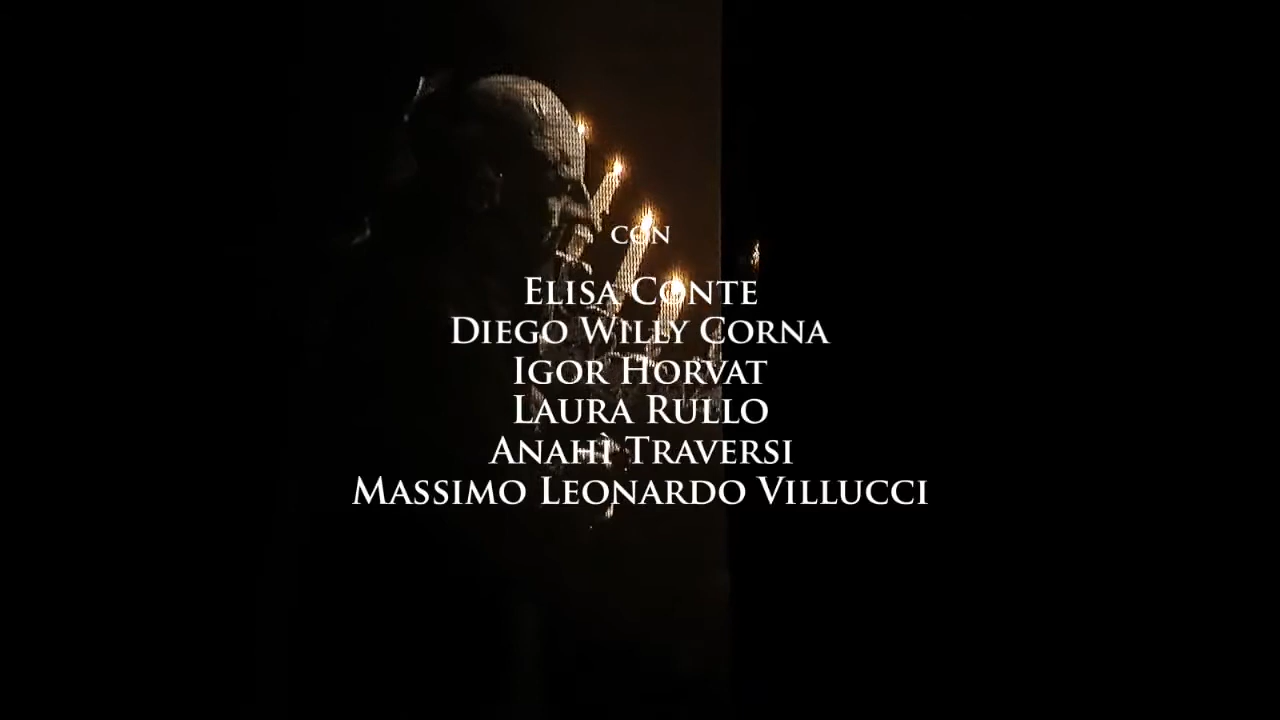 CON
ELISA CONTE
DIEGO WILLY CORNA
IGOR HORVAT
LAURA RULLO
ANAHÌ TRAVERSI
MASSIMO LEONARDO VILLUCCI